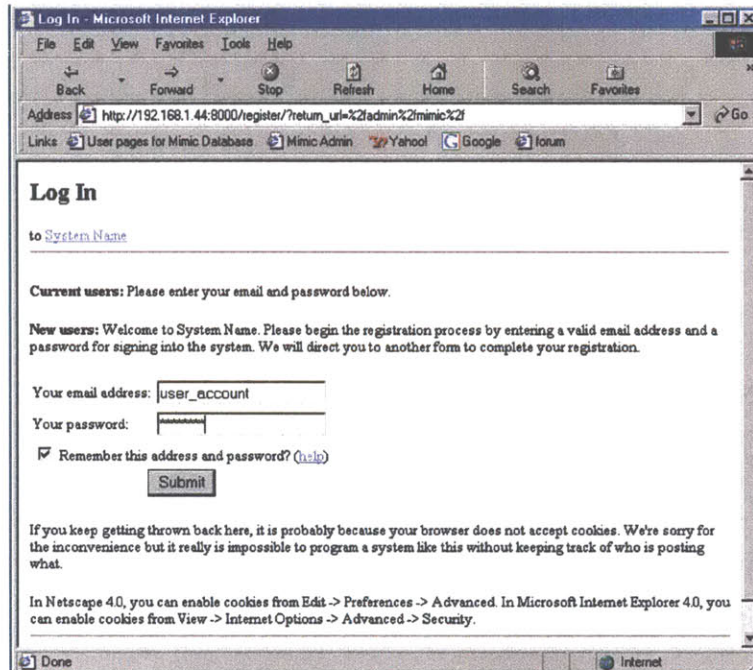 Log In - Microsoft Internet Explorer
File Edit View Favorites Tools Help
Back Forward Stop Refresh Home Search Favorites
Address http://192.168.1.44:8000/register/?return_url=%2fadmin%2fmimic%2f Go
Links User pages for Mimic Database Mimic Admin Yahoo! Google forum
Log In
to System Name
Current users: Please enter your email and password below.
New users: Welcome to System Name. Please begin the registration process by entering a valid email address and a
password for signing into the system. We will direct you to another form to complete your registration.
Your email address: user_account
Your password: ********
Remember this address and password? (help)
Submit
If you keep getting thrown back here, it is probably because your browser does not accept cookies. We're sorry for
the inconvenience but it really is impossible to program a system like this without keeping track of who is posting
what.
In Netscape 4.0, you can enable cookies from Edit -> Preferences -> Advanced. In Microsoft Internet Explorer 4.0, you
can enable cookies from View -> Internet Options -> Advanced -> Security.
Done Internet